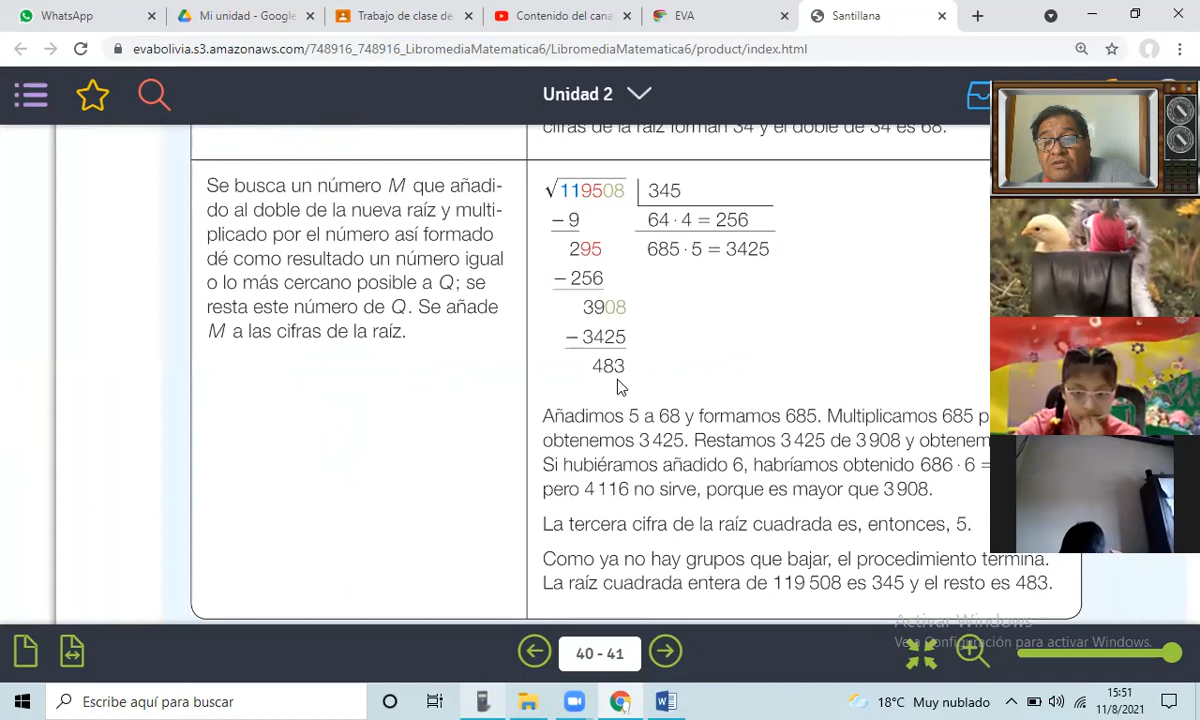 WhatsApp
Mi unidad - Google
Trabajo de clase de
Contenido del cana
EVA
Santillana
evabolivia.s3.amazonaws.com/748916_748916_LibromediaMatematica6/LibromediaMatematica6/product/index.html
Unidad 2
cifras de la raíz forman 34 y el doble de 34 es 68.
Se busca un número M que añadi-
do al doble de la nueva raíz y multi-
plicado por el número así formado
dé como resultado un número igual
o lo más cercano posible a Q; se
resta este número de Q. Se añade
M a las cifras de la raíz.
√119508 345
− 9 64 · 4 = 256
295 685 · 5 = 3425
− 256
3908
− 3425
483
Añadimos 5 a 68 y formamos 685. Multiplicamos 685 p
obtenemos 3 425. Restamos 3 425 de 3 908 y obtenem
Si hubiéramos añadido 6, habríamos obtenido 686 · 6 =
pero 4 116 no sirve, porque es mayor que 3 908.
La tercera cifra de la raíz cuadrada es, entonces, 5.
Como ya no hay grupos que bajar, el procedimiento termina.
La raíz cuadrada entera de 119 508 es 345 y el resto es 483.
Activar Windows
Ve a Configuración para activar Windows.
40 - 41
Escribe aquí para buscar
18°C Muy nublado
15:51
11/8/2021